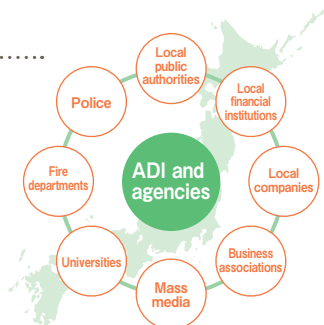 Local
public
authorities
Local
financial
institutions
Local
companies
Business
associations
Mass
media
Universities
Fire
departments
Police
ADI and
agencies